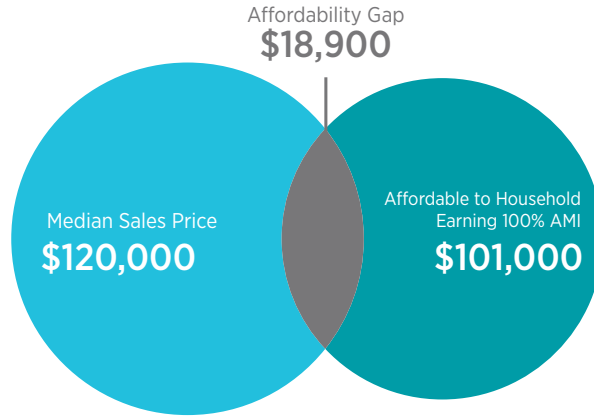 Affordability Gap
$18,900
Median Sales Price
$120,000
Affordable to Household
Earning 100% AMI
$101,000